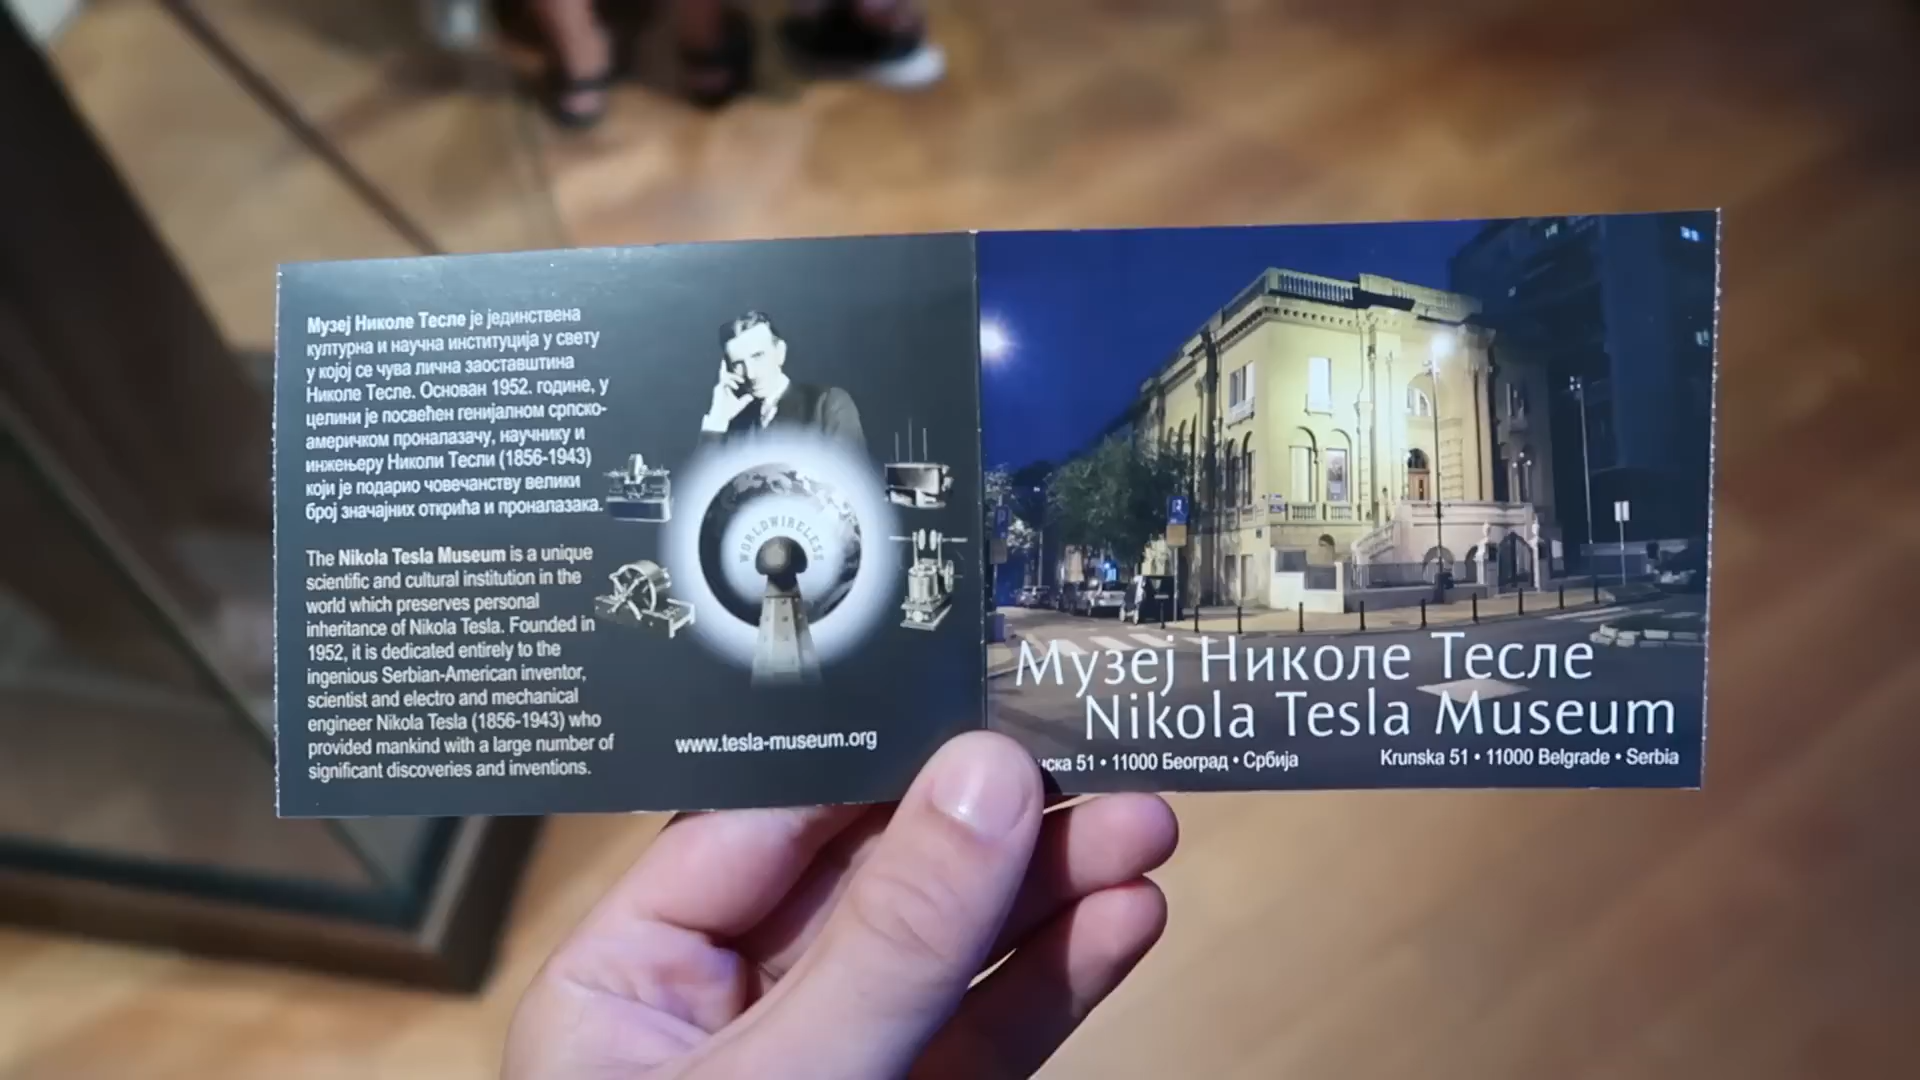 Музеј Николе Тесле је јединствена
културна и научна институција у свету
у којој се чува лична заоставштина
Николе Тесле. Основан 1952. године, у
целини је посвећен генијалном српско-
америчком проналазачу, научнику и
инжењеру Николи Тесли (1856-1943)
који је подарио човечанству велики
број значајних открића и проналазака.
The Nikola Tesla Museum is a unique
scientific and cultural institution in the
world which preserves personal
inheritance of Nikola Tesla. Founded in
1952, it is dedicated entirely to the
ingenious Serbian-American inventor,
scientist and electro and mechanical
engineer Nikola Tesla (1856-1943) who
provided mankind with a large number of
significant discoveries and inventions.
WORLD WIRELESS
www.tesla-museum.org
Музеј Николе Тесле
Nikola Tesla Museum
51 • 11000 Београд • Србија
Krunska 51 • 11000 Belgrade • Serbia